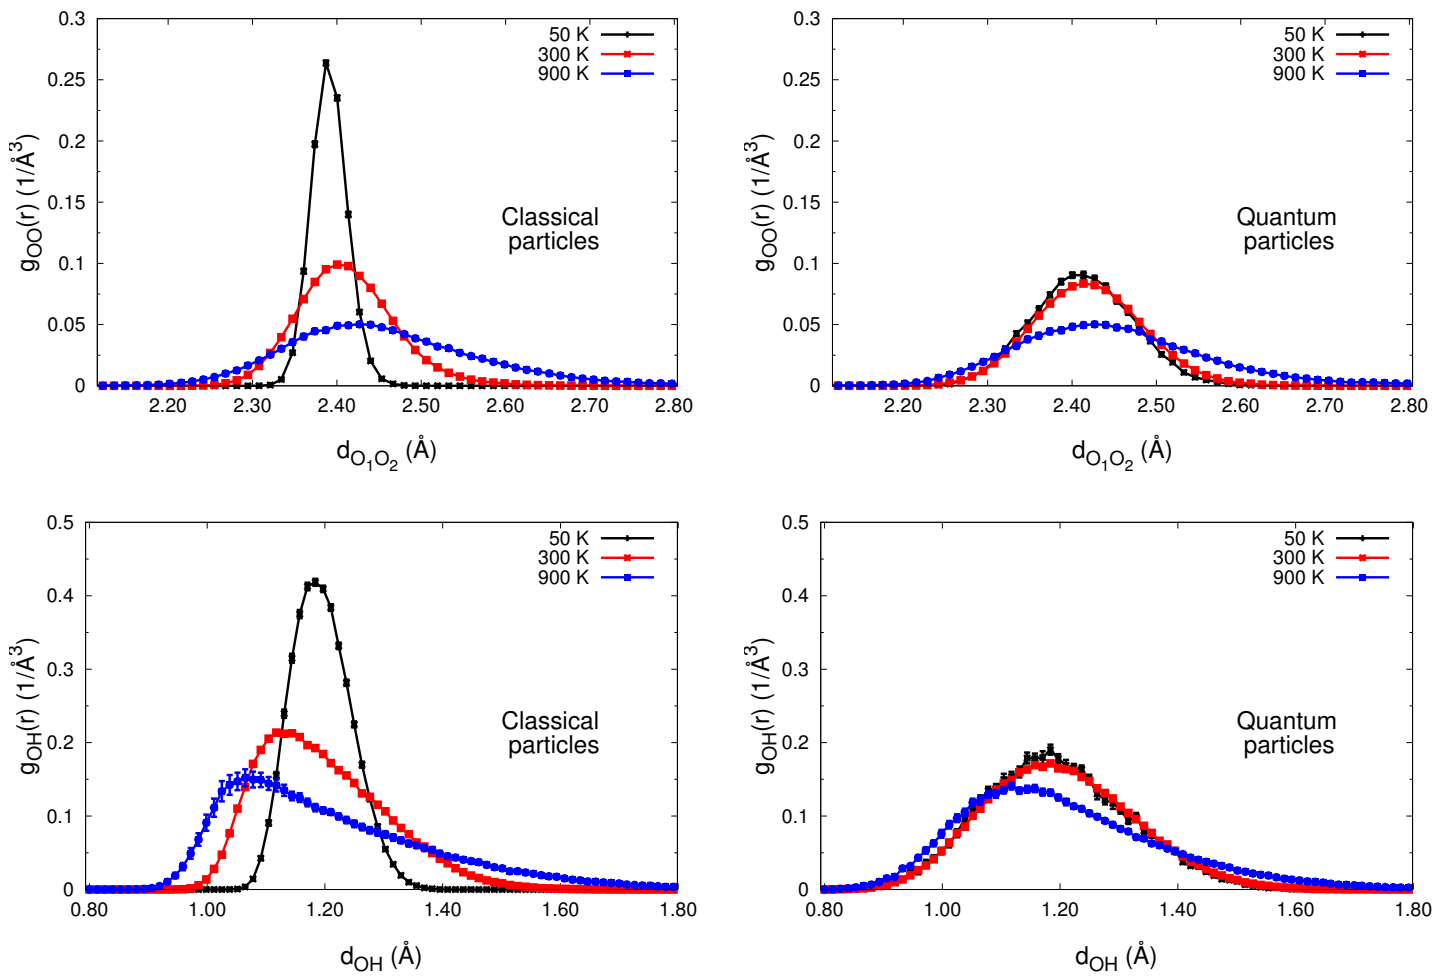 0.3
0.25
0.2
0.15
0.1
0.05
0
g_OO(r) (1/Å^3)
50 K
300 K
900 K
Classical
particles
2.20 2.30 2.40 2.50 2.60 2.70 2.80
d_O1O2 (Å)
0.3
0.25
0.2
0.15
0.1
0.05
0
g_OO(r) (1/Å^3)
50 K
300 K
900 K
Quantum
particles
2.20 2.30 2.40 2.50 2.60 2.70 2.80
d_O1O2 (Å)
0.5
0.4
0.3
0.2
0.1
0
g_OH(r) (1/Å^3)
50 K
300 K
900 K
Classical
particles
0.80 1.00 1.20 1.40 1.60 1.80
d_OH (Å)
0.5
0.4
0.3
0.2
0.1
0
g_OH(r) (1/Å^3)
50 K
300 K
900 K
Quantum
particles
0.80 1.00 1.20 1.40 1.60 1.80
d_OH (Å)